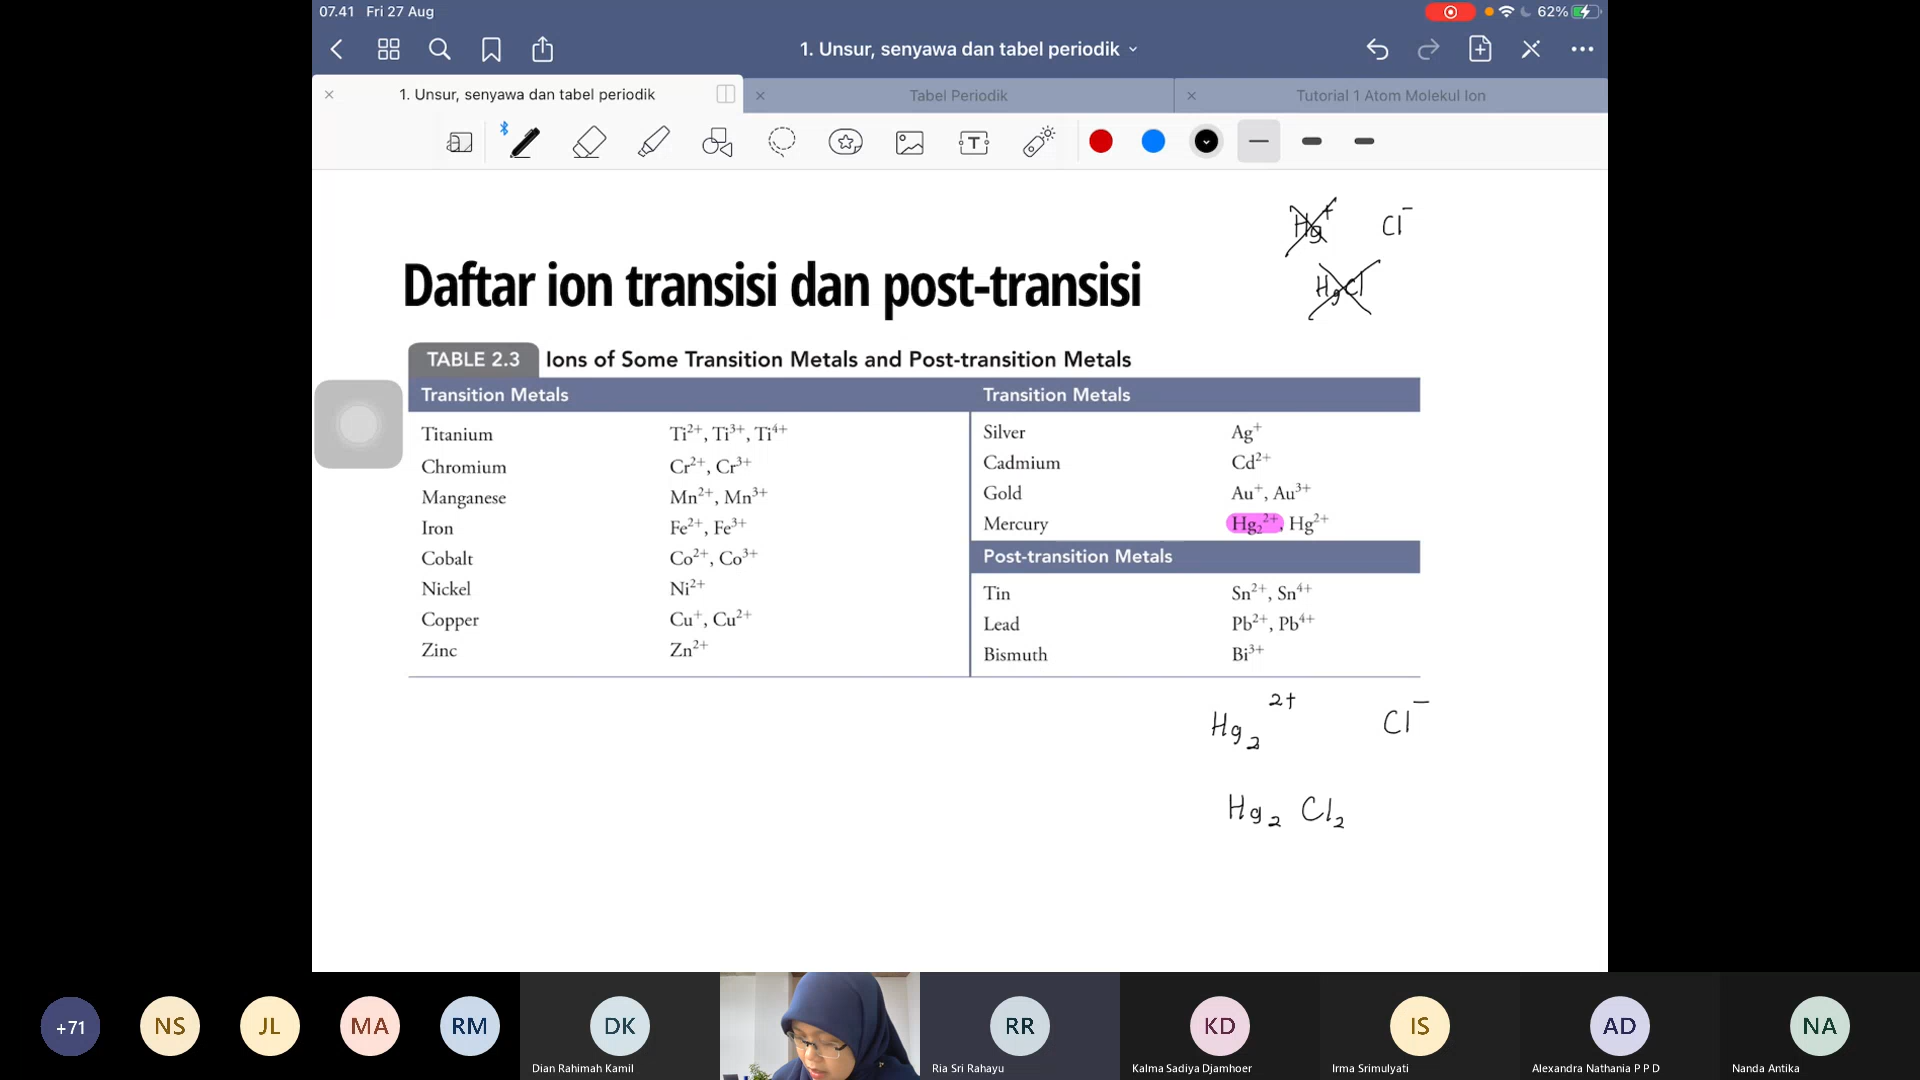 07.41 Fri 27 Aug
62%
1. Unsur, senyawa dan tabel periodik
1. Unsur, senyawa dan tabel periodik
Tabel Periodik
Tutorial 1 Atom Molekul Ion
Hg⁺ Cl⁻
HgCl
Daftar ion transisi dan post-transisi
TABLE 2.3 Ions of Some Transition Metals and Post-transition Metals
Transition Metals
Titanium Ti²⁺, Ti³⁺, Ti⁴⁺
Chromium Cr²⁺, Cr³⁺
Manganese Mn²⁺, Mn³⁺
Iron Fe²⁺, Fe³⁺
Cobalt Co²⁺, Co³⁺
Nickel Ni²⁺
Copper Cu⁺, Cu²⁺
Zinc Zn²⁺
Transition Metals
Silver Ag⁺
Cadmium Cd²⁺
Gold Au⁺, Au³⁺
Mercury Hg₂²⁺, Hg²⁺
Post-transition Metals
Tin Sn²⁺, Sn⁴⁺
Lead Pb²⁺, Pb⁴⁺
Bismuth Bi³⁺
Hg₂²⁺ Cl⁻
Hg₂ Cl₂
+71
NS
JL
MA
RM
DK
RR
KD
IS
AD
NA
Dian Rahimah Kamil
Ria Sri Rahayu
Kalma Sadiya Djamhoer
Irma Srimulyati
Alexandra Nathania P P D
Nanda Antika